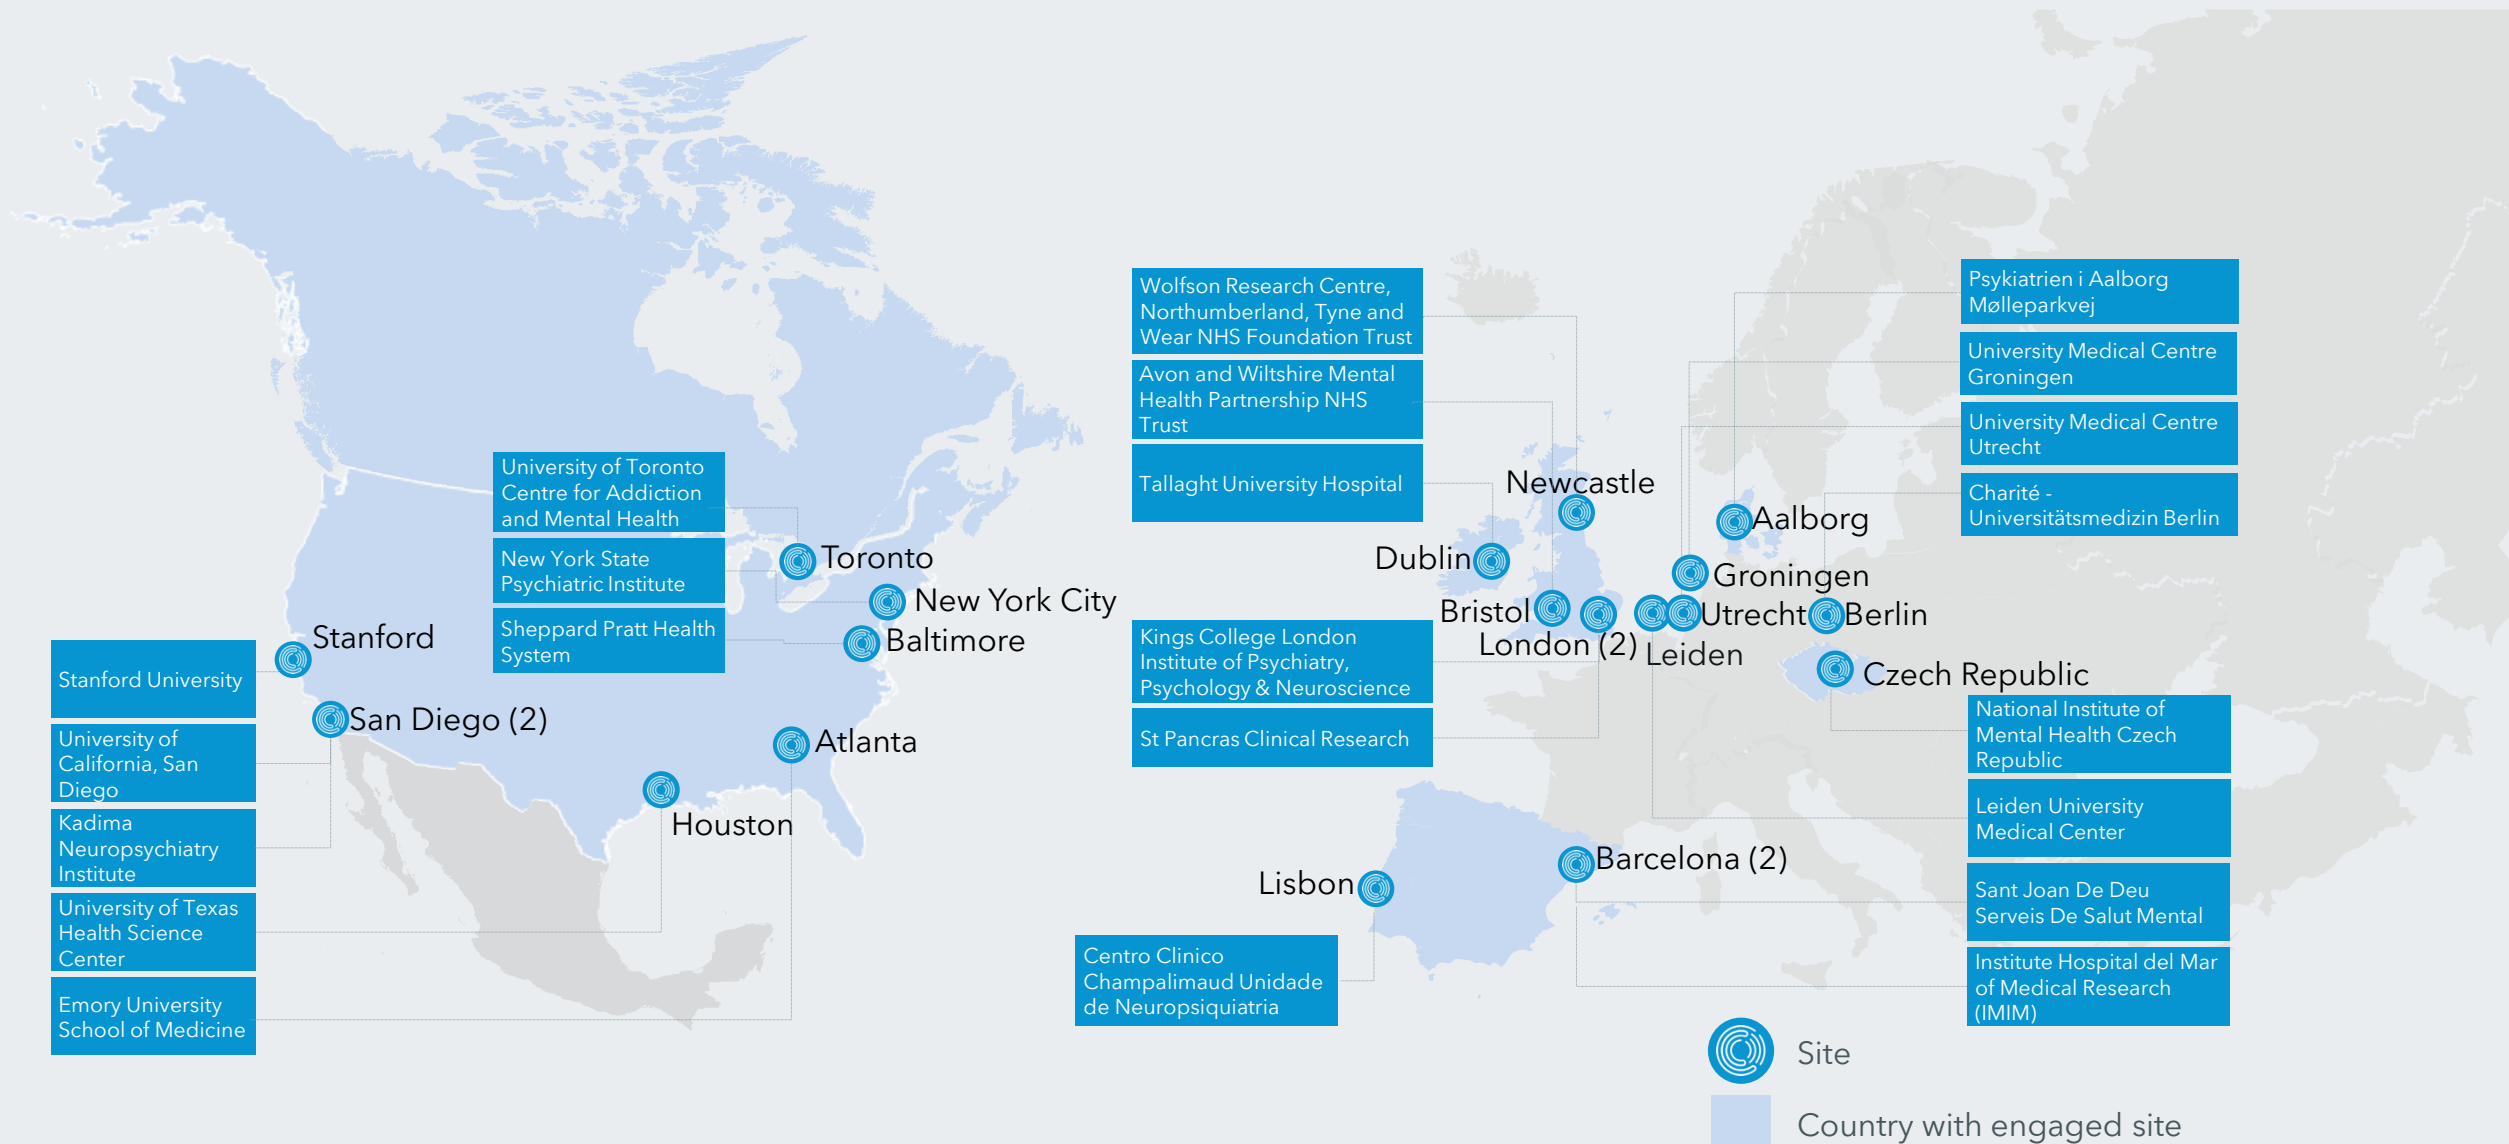 University of Toronto
Centre for Addiction
and Mental Health
New York State
Psychiatric Institute
Sheppard Pratt Health
System
Toronto
New York City
Baltimore
Stanford
San Diego (2)
Atlanta
Houston
Stanford University
University of
California, San
Diego
Kadima
Neuropsychiatry
Institute
University of Texas
Health Science
Center
Emory University
School of Medicine
Wolfson Research Centre,
Northumberland, Tyne and
Wear NHS Foundation Trust
Avon and Wiltshire Mental
Health Partnership NHS
Trust
Tallaght University Hospital
Newcastle
Dublin
Bristol
London (2)
Leiden
Kings College London
Institute of Psychiatry,
Psychology & Neuroscience
St Pancras Clinical Research
Aalborg
Groningen
Utrecht
Berlin
Czech Republic
Barcelona (2)
Lisbon
Centro Clinico
Champalimaud Unidade
de Neuropsiquiatria
Psykiatrien i Aalborg
Mølleparkvej
University Medical Centre
Groningen
University Medical Centre
Utrecht
Charité -
Universitätsmedizin Berlin
National Institute of
Mental Health Czech
Republic
Leiden University
Medical Center
Sant Joan De Deu
Serveis De Salut Mental
Institute Hospital del Mar
of Medical Research
(IMIM)
Site
Country with engaged site